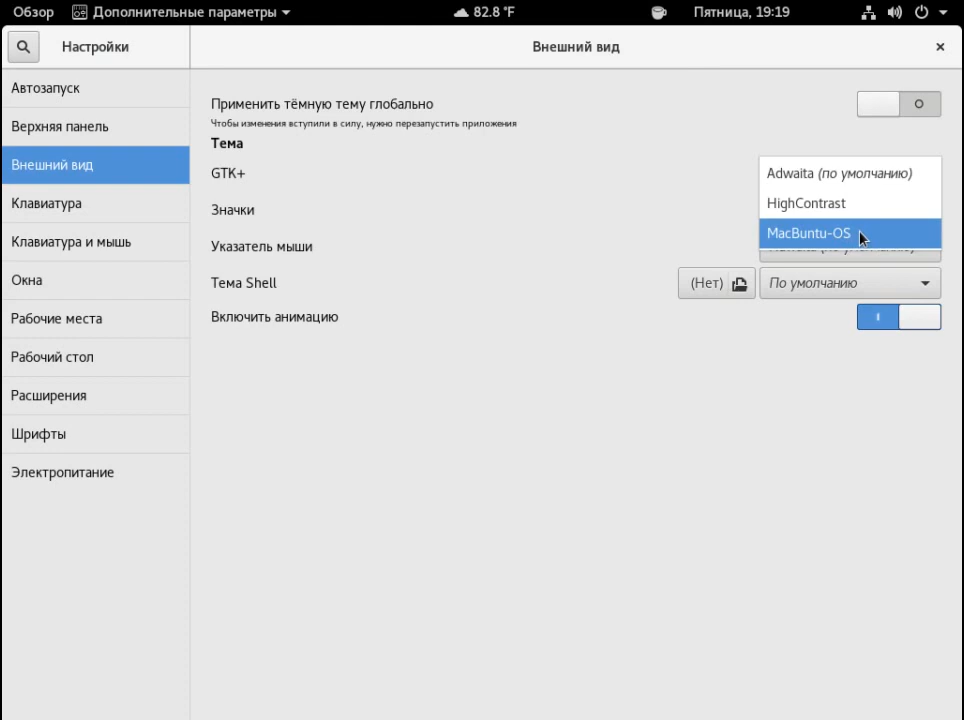 Обзор Дополнительные параметры 82.8 °F Пятница, 19:19
Настройки Внешний вид
Автозапуск
Верхняя панель
Внешний вид
Клавиатура
Клавиатура и мышь
Окна
Рабочие места
Рабочий стол
Расширения
Шрифты
Электропитание
Применить тёмную тему глобально
Чтобы изменения вступили в силу, нужно перезапустить приложения
Тема
GTK+
Adwaita (по умолчанию)
HighContrast
MacBuntu-OS
Значки
Указатель мыши
Тема Shell (Нет) По умолчанию
Включить анимацию